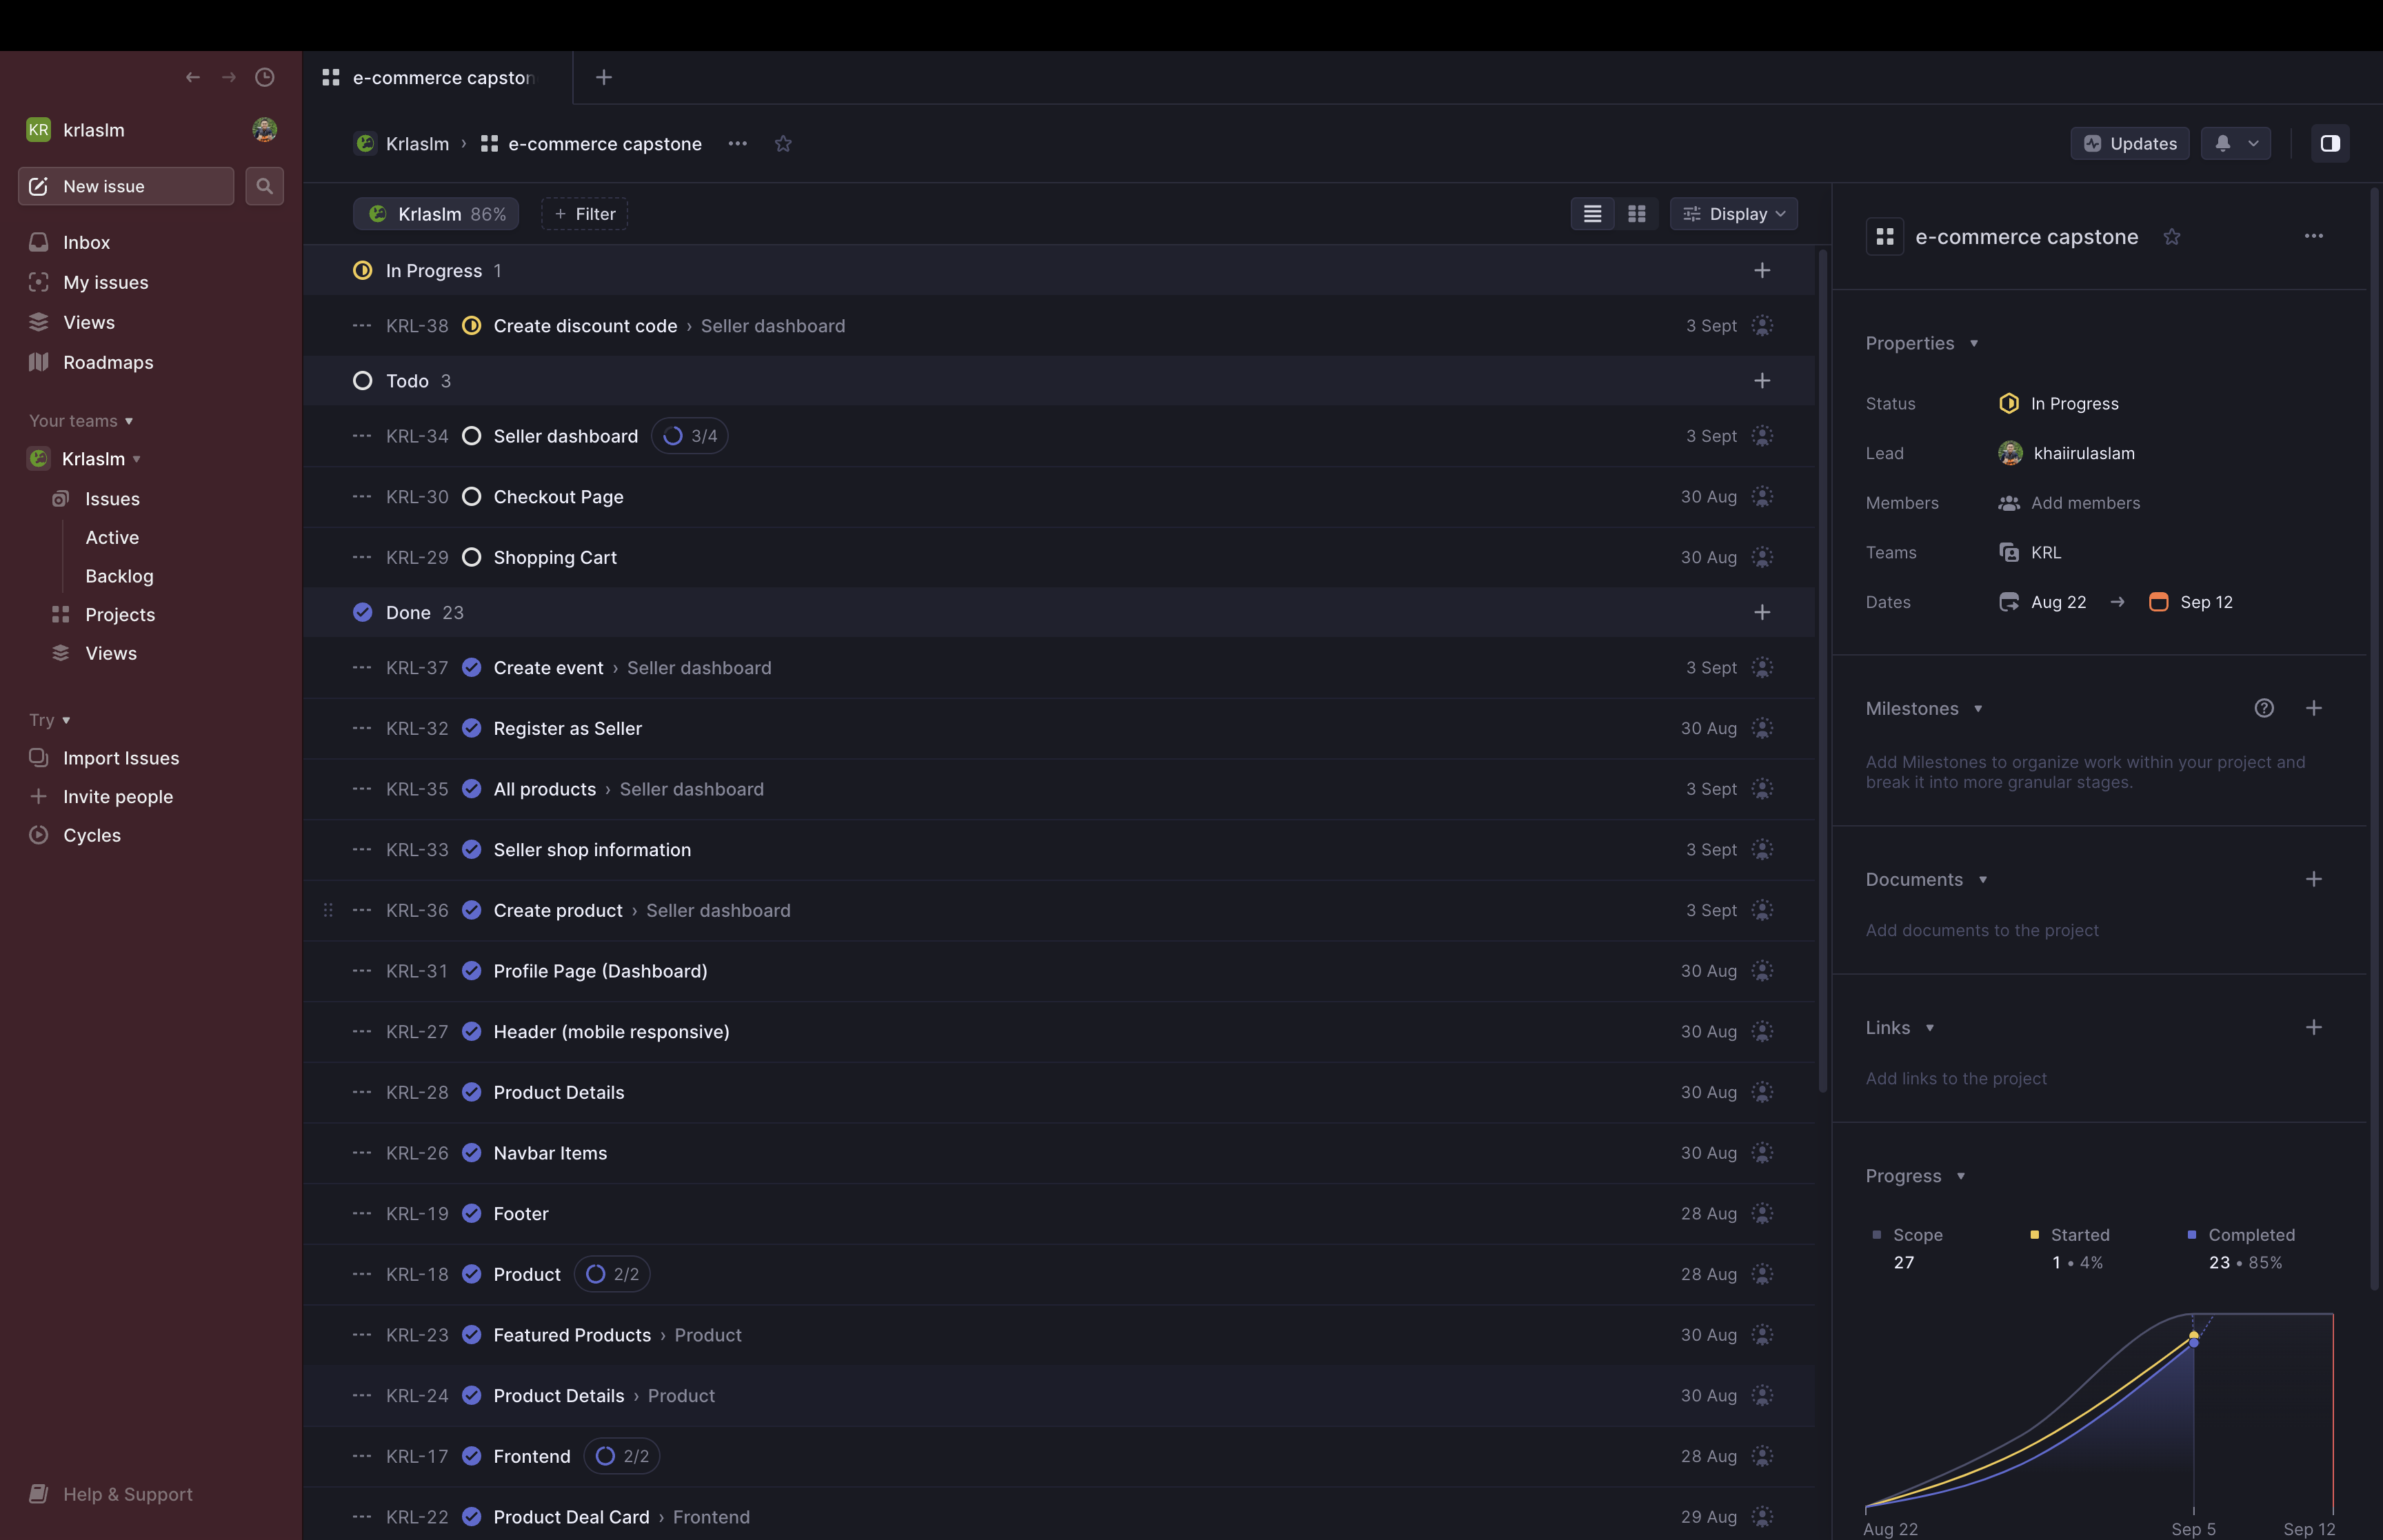 e-commerce capston
KR krlaslm
New issue
Inbox
My issues
Views
Roadmaps
Your teams
Krlaslm
Issues
Active
Backlog
Projects
Views
Try
Import Issues
Invite people
Cycles
Help & Support
Krlaslm › e-commerce capstone
Updates
Krlaslm 86%
+ Filter
Display
In Progress 1
KRL-38 Create discount code › Seller dashboard 3 Sept
Todo 3
KRL-34 Seller dashboard 3/4 3 Sept
KRL-30 Checkout Page 30 Aug
KRL-29 Shopping Cart 30 Aug
Done 23
KRL-37 Create event › Seller dashboard 3 Sept
KRL-32 Register as Seller 30 Aug
KRL-35 All products › Seller dashboard 3 Sept
KRL-33 Seller shop information 3 Sept
KRL-36 Create product › Seller dashboard 3 Sept
KRL-31 Profile Page (Dashboard) 30 Aug
KRL-27 Header (mobile responsive) 30 Aug
KRL-28 Product Details 30 Aug
KRL-26 Navbar Items 30 Aug
KRL-19 Footer 28 Aug
KRL-18 Product 2/2 28 Aug
KRL-23 Featured Products › Product 30 Aug
KRL-24 Product Details › Product 30 Aug
KRL-17 Frontend 2/2 28 Aug
KRL-22 Product Deal Card › Frontend 29 Aug
e-commerce capstone
Properties
Status In Progress
Lead khaiirulaslam
Members Add members
Teams KRL
Dates Aug 22 → Sep 12
Milestones
Add Milestones to organize work within your project and
break it into more granular stages.
Documents
Add documents to the project
Links
Add links to the project
Progress
Scope Started Completed
27 1 • 4% 23 • 85%
Aug 22 Sep 5 Sep 12